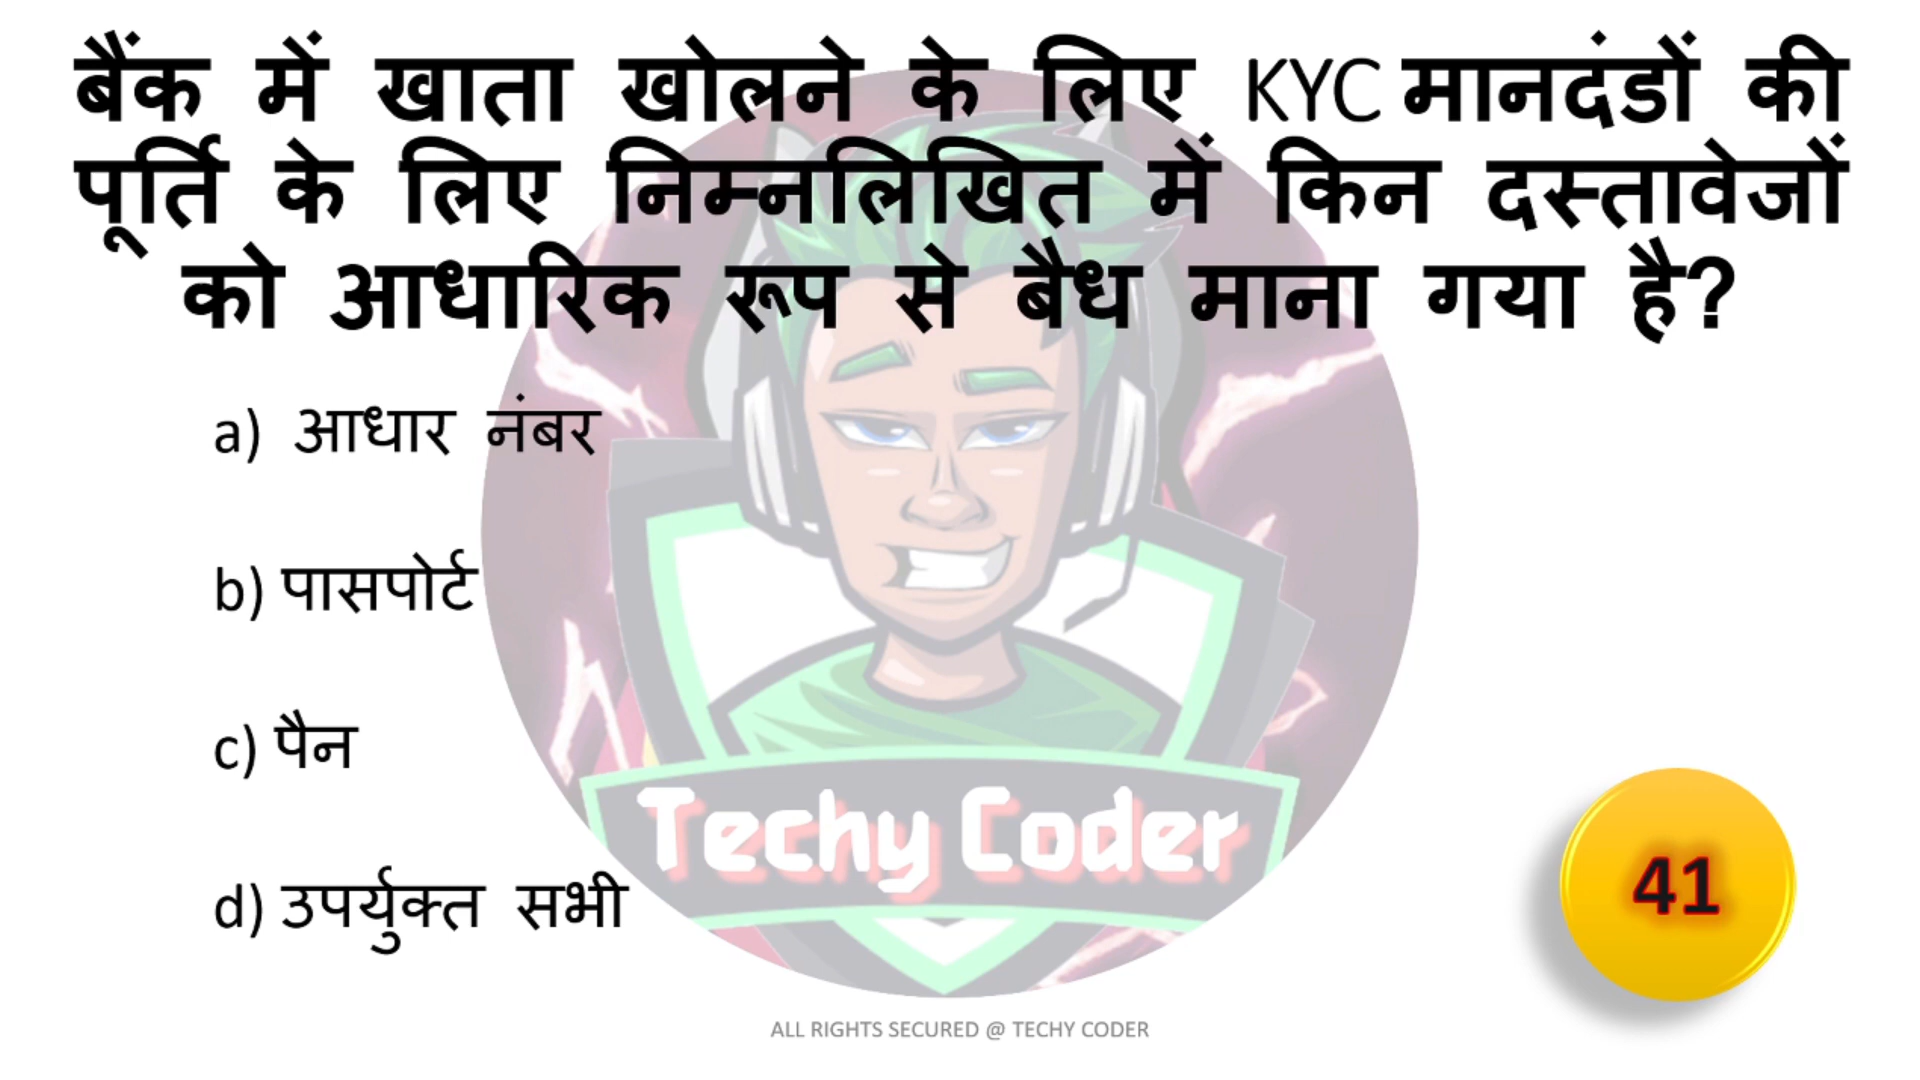 बैंक में खाता खोलने के लिए KYC मानदंडों की
पूर्ति के लिए निम्नलिखित में किन दस्तावेजों
को आधारिक रूप से बैध माना गया है?
a) आधार नंबर
b) पासपोर्ट
c) पैन
d) उपर्युक्त सभी
Techy Coder
41
ALL RIGHTS SECURED @ TECHY CODER